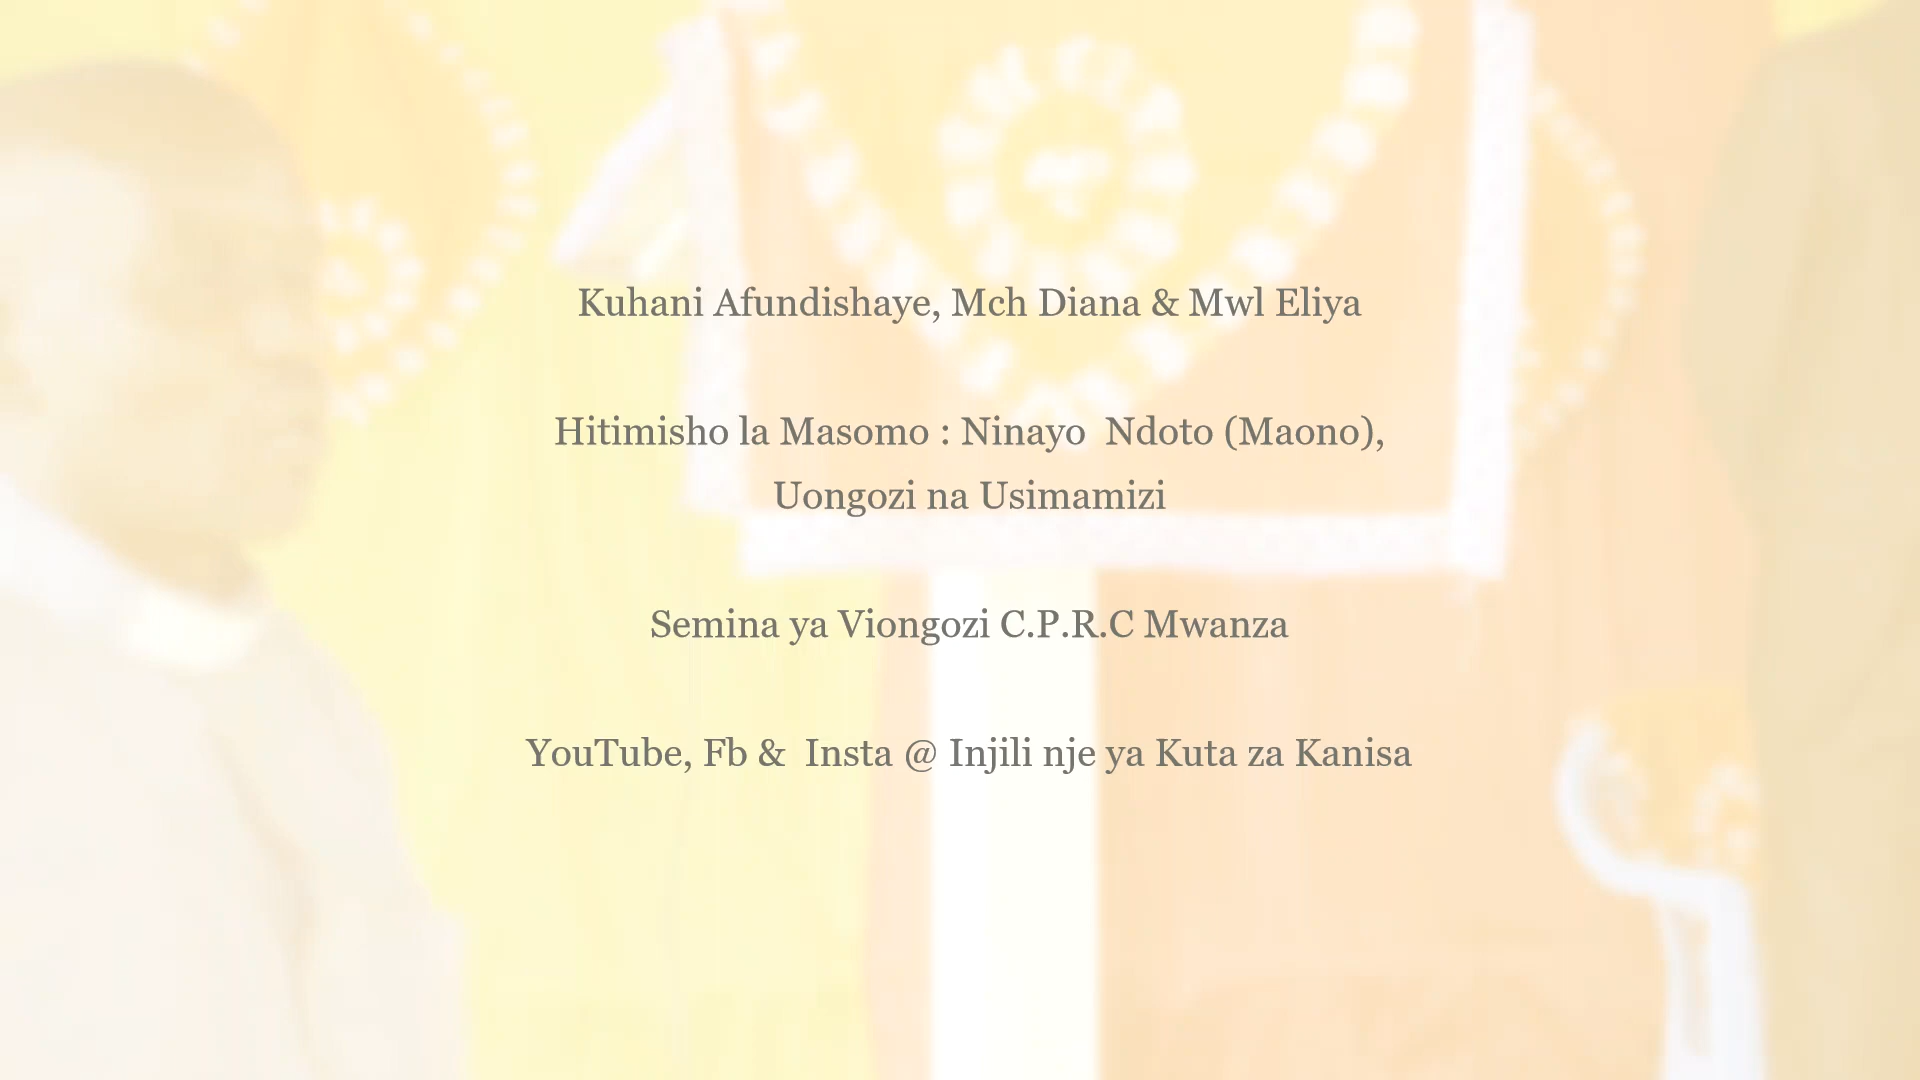 Kuhani Afundishaye, Mch Diana & Mwl Eliya
Hitimisho la Masomo : Ninayo  Ndoto (Maono),
Uongozi na Usimamizi
Semina ya Viongozi C.P.R.C Mwanza
YouTube, Fb &  Insta @ Injili nje ya Kuta za Kanisa